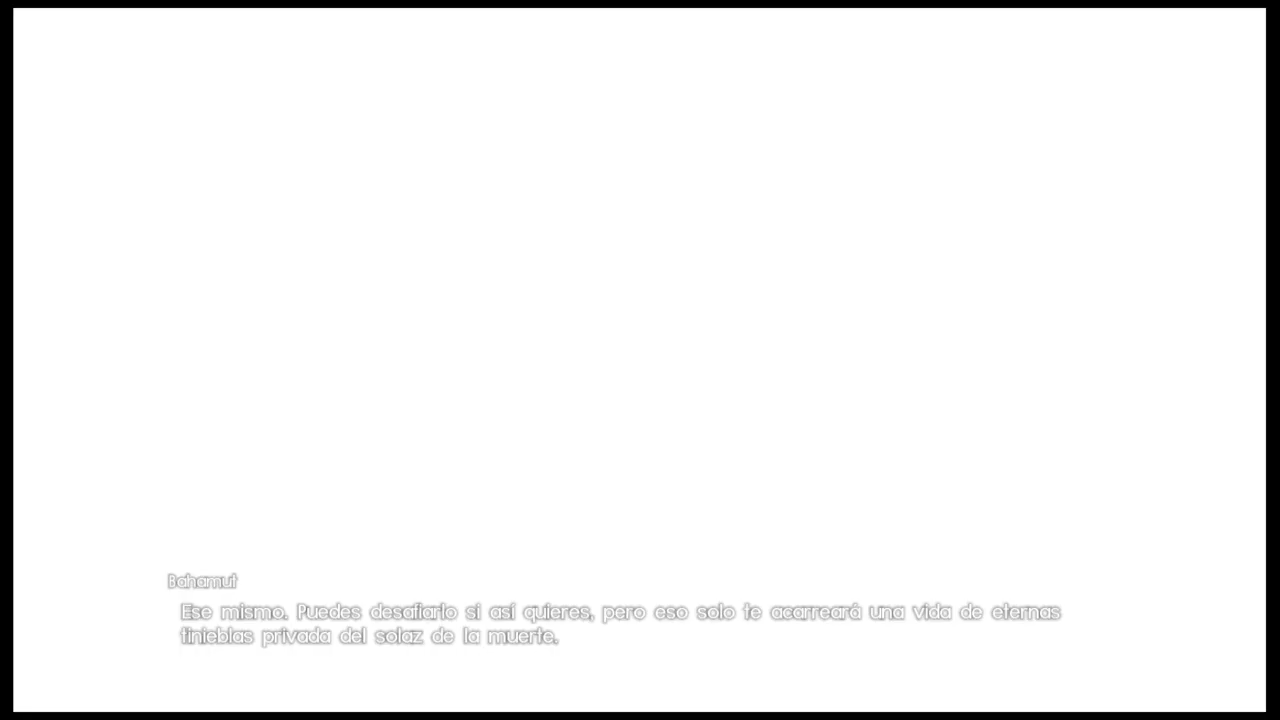 Bahamut
Ese mismo. Puedes desafiarlo si así quieres, pero eso solo te acarreará una vida de eternas
tinieblas privada del solaz de la muerte.